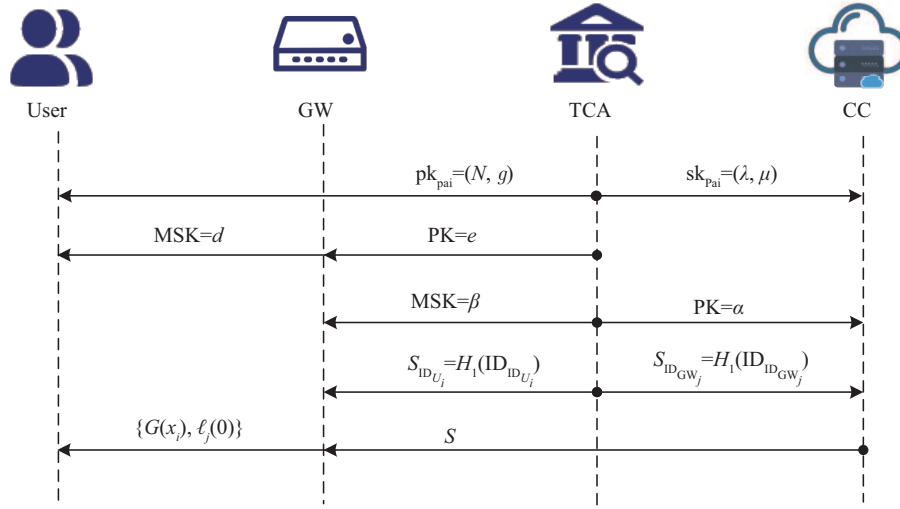 User GW TCA CC
pk_pai=(N, g) sk_Pai=(λ, μ)
MSK=d PK=e
MSK=β PK=α
S_ID_U_i=H_1(ID_ID_U_i) S_ID_GW_j=H_1(ID_ID_GW_j)
{G(x_i), ℓ_j(0)} S